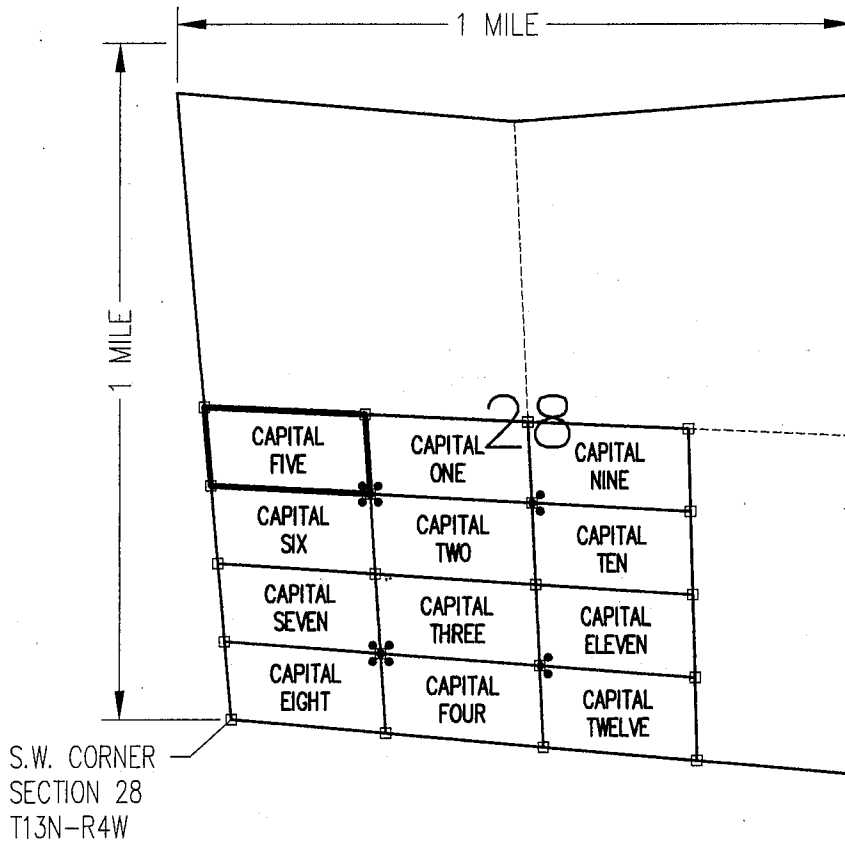 1 MILE
1 MILE
28
CAPITAL
FIVE
CAPITAL
ONE
CAPITAL
NINE
CAPITAL
SIX
CAPITAL
TWO
CAPITAL
TEN
CAPITAL
SEVEN
CAPITAL
THREE
CAPITAL
ELEVEN
CAPITAL
EIGHT
CAPITAL
FOUR
CAPITAL
TWELVE
S.W. CORNER
SECTION 28
T13N-R4W